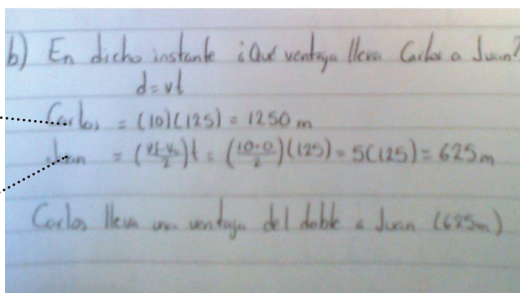 b) En dicho instante ¿Qué ventaja lleva Carlos a Juan?
d=vt
Carlos = (10)(125) = 1250 m
Juan = (vf-vo/2)t = (10-0/2)(125) = 5(125) = 625m
Carlos lleva una ventaja del doble a Juan (625m)